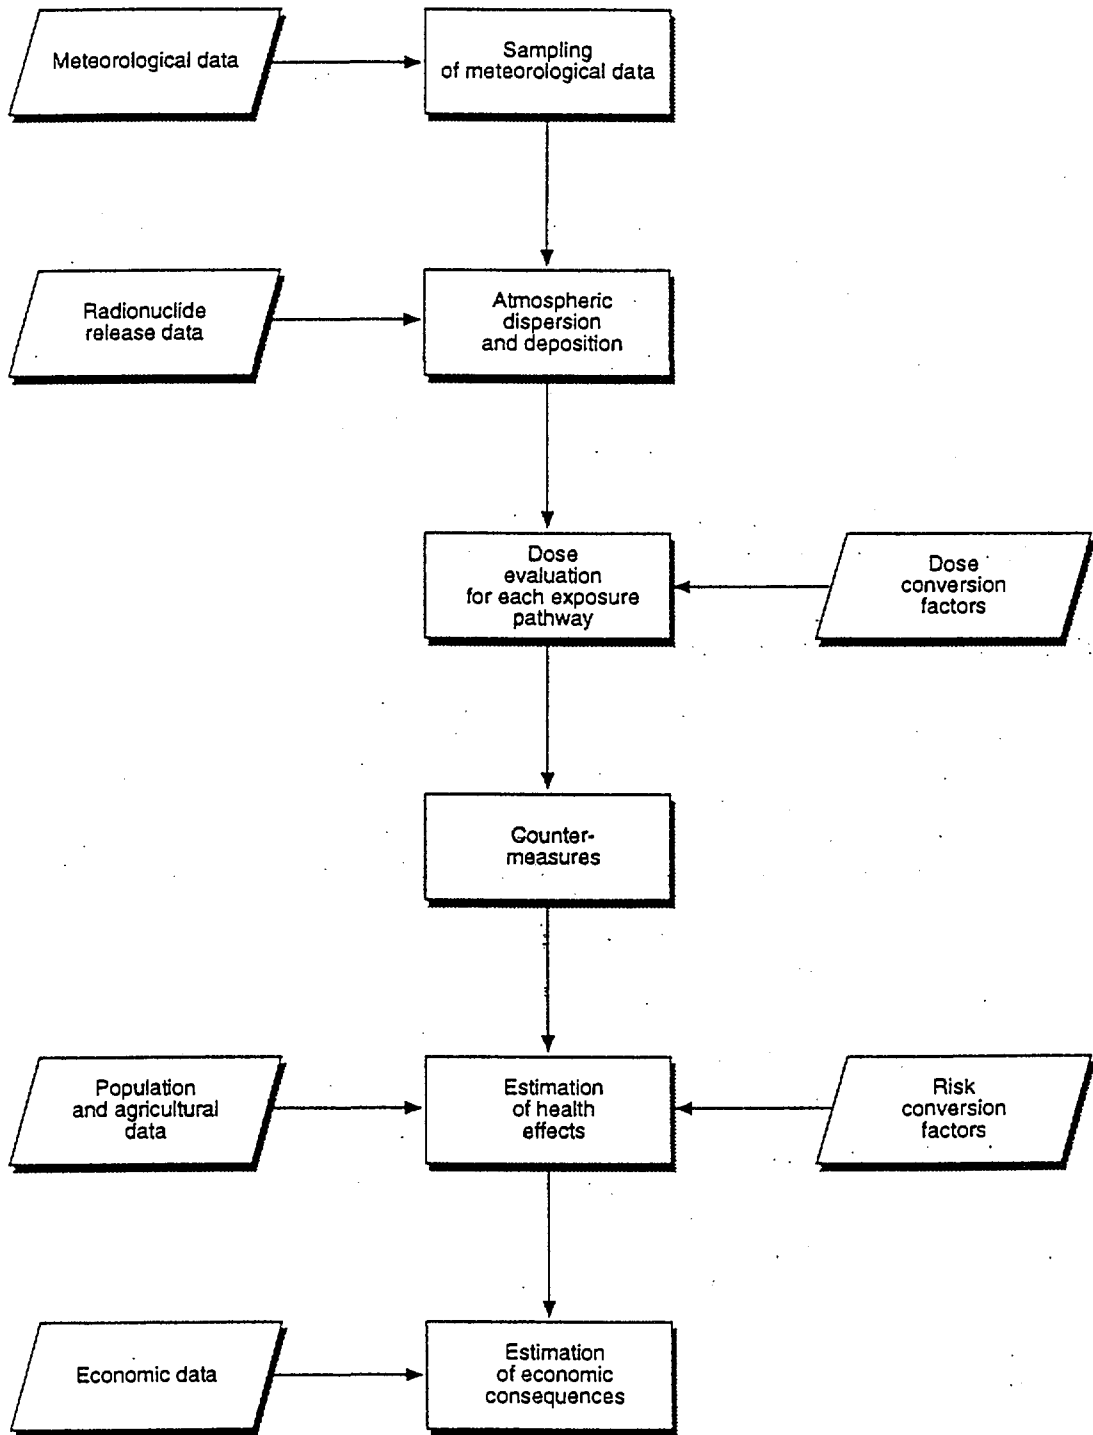 Meteorological data
Sampling
of meteorological data
Radionuclide
release data
Atmospheric
dispersion
and deposition
Dose
evaluation
for each exposure
pathway
Dose
conversion
factors
Counter-
measures
Population
and agricultural
data
Estimation
of health
effects
Risk
conversion
factors
Economic data
Estimation
of economic
consequences